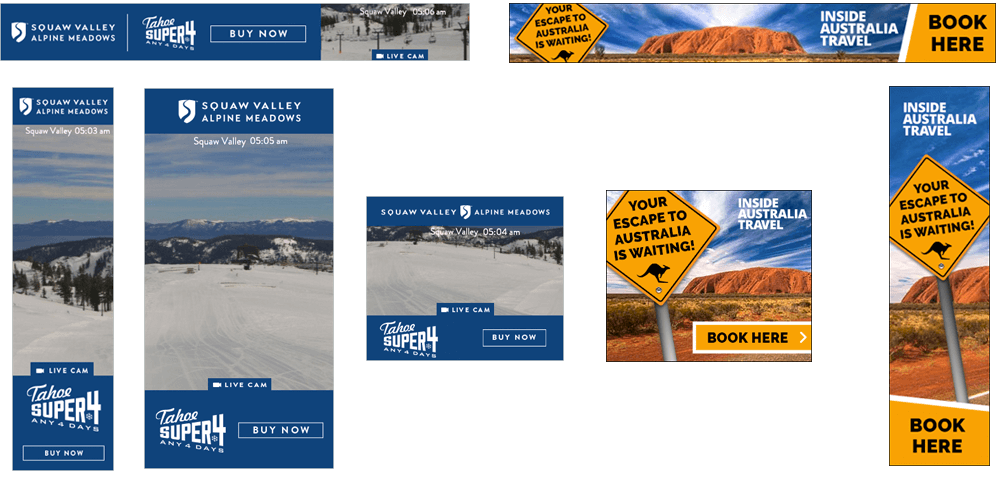 SQUAW VALLEY
ALPINE MEADOWS
Tahoe
SUPER4
ANY 4 DAYS
BUY NOW
Squaw Valley 05:06 am
LIVE CAM
YOUR
ESCAPE TO
AUSTRALIA
IS WAITING!
INSIDE
AUSTRALIA
TRAVEL
BOOK
HERE
SQUAW VALLEY
ALPINE MEADOWS
Squaw Valley 05:03 am
LIVE CAM
Tahoe
SUPER4
ANY 4 DAYS
BUY NOW
SQUAW VALLEY
ALPINE MEADOWS
Squaw Valley 05:05 am
LIVE CAM
Tahoe
SUPER4
ANY 4 DAYS
BUY NOW
SQUAW VALLEY ALPINE MEADOWS
Squaw Valley 05:04 am
LIVE CAM
Tahoe
SUPER4
ANY 4 DAYS
BUY NOW
YOUR
ESCAPE TO
AUSTRALIA
IS WAITING!
INSIDE
AUSTRALIA
TRAVEL
BOOK HERE
INSIDE
AUSTRALIA
TRAVEL
YOUR
ESCAPE TO
AUSTRALIA
IS WAITING!
BOOK
HERE